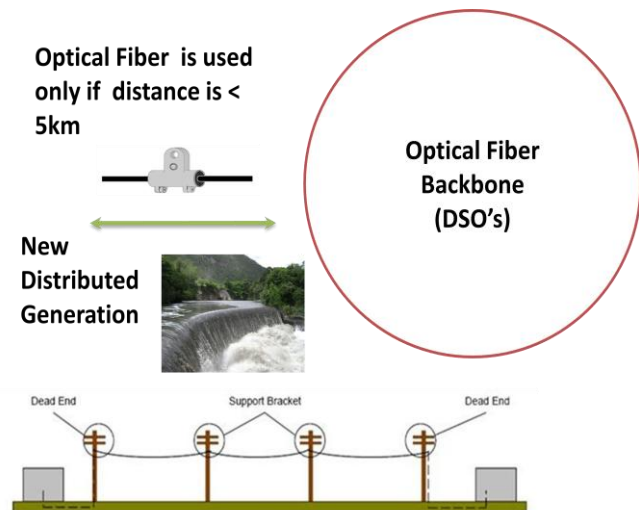 Optical Fiber is used
only if distance is <
5km
Optical Fiber
Backbone
(DSO's)
New
Distributed
Generation
Dead End
Support Bracket
Dead End